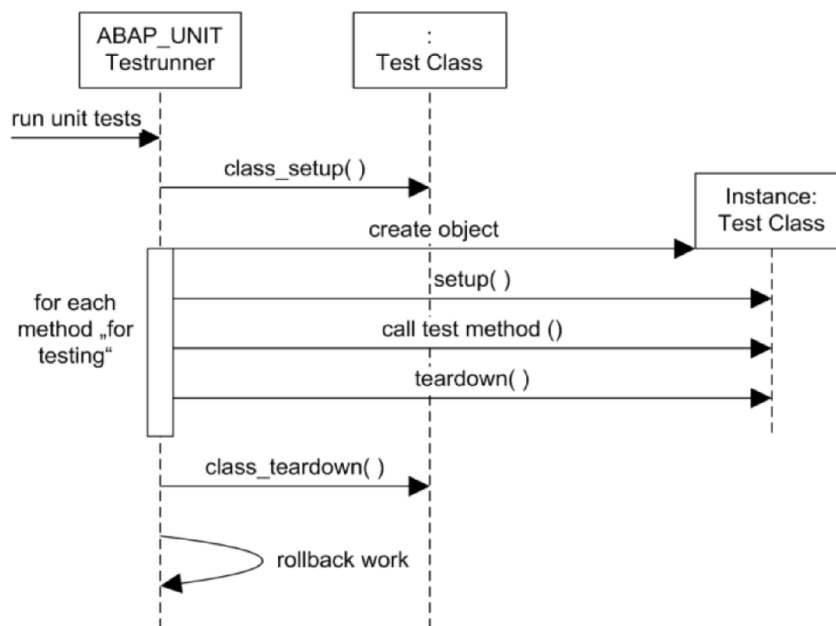 ABAP_UNIT
Testrunner
:
Test Class
run unit tests
class_setup( )
Instance:
Test Class
create object
setup( )
for each
method „for
testing“
call test method ()
teardown( )
class_teardown( )
rollback work